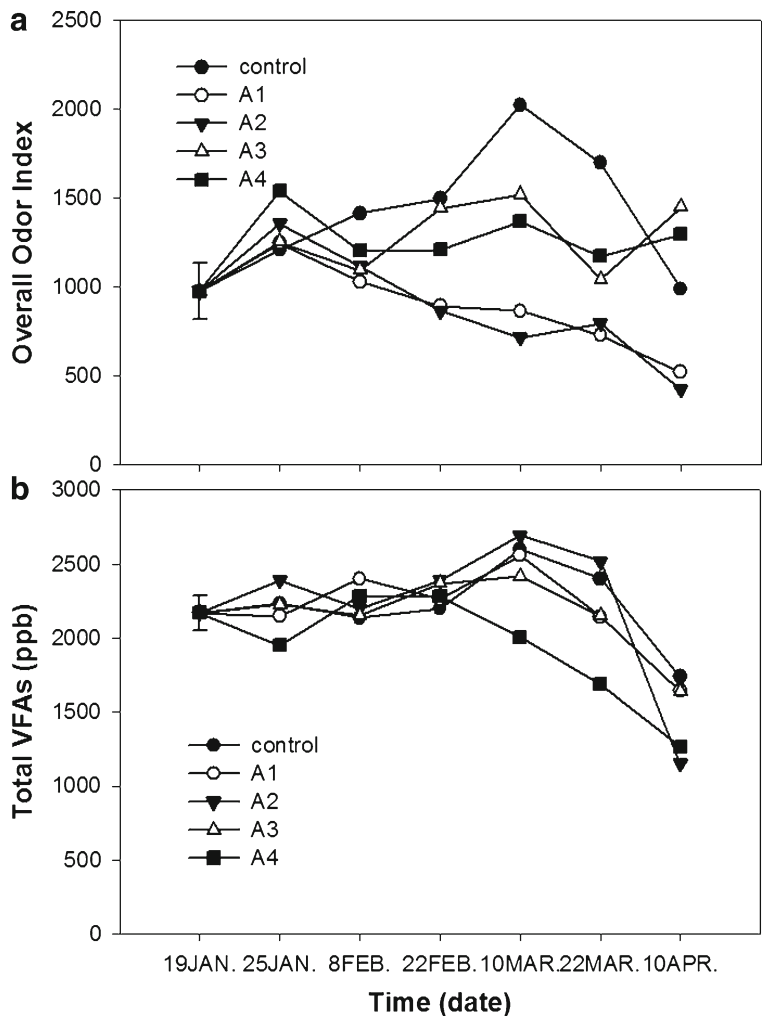 a
2500
2000
1500
1000
500
0
Overall Odor Index
control
A1
A2
A3
A4
b
3000
2500
2000
1500
1000
500
0
Total VFAs (ppb)
control
A1
A2
A3
A4
19JAN. 25JAN. 8FEB. 22FEB. 10MAR. 22MAR. 10APR.
Time (date)